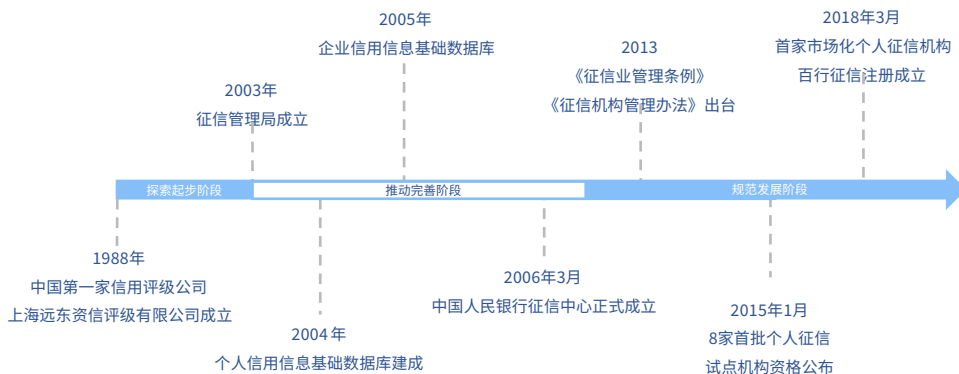 2005年
企业信用信息基础数据库
2018年3月
首家市场化个人征信机构
百行征信注册成立
2013
《征信业管理条例》
《征信机构管理办法》出台
2003年
征信管理局成立
探索起步阶段
推动完善阶段
规范发展阶段
1988年
中国第一家信用评级公司
上海远东资信评级有限公司成立
2004年
个人信用信息基础数据库建成
2006年3月
中国人民银行征信中心正式成立
2015年1月
8家首批个人征信
试点机构资格公布